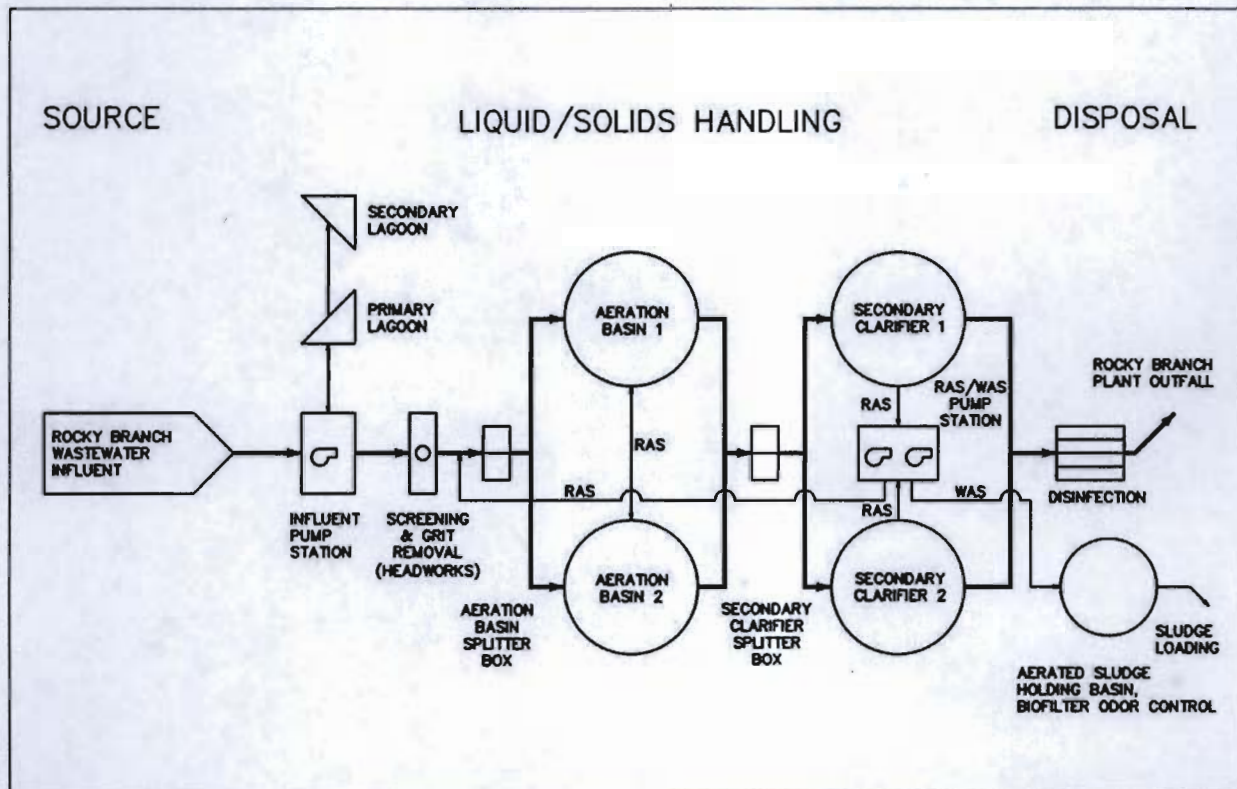 SOURCE
LIQUID/SOLIDS HANDLING
DISPOSAL
SECONDARY
LAGOON
PRIMARY
LAGOON
ROCKY BRANCH
WASTEWATER
INFLUENT
INFLUENT
PUMP
STATION
SCREENING
& GRIT
REMOVAL
(HEADWORKS)
AERATION
BASIN
SPLITTER
BOX
AERATION
BASIN 1
RAS
RAS
AERATION
BASIN 2
SECONDARY
CLARIFIER
SPLITTER
BOX
SECONDARY
CLARIFIER 1
RAS
RAS/WAS
PUMP
STATION
RAS
WAS
SECONDARY
CLARIFIER 2
ROCKY BRANCH
PLANT OUTFALL
DISINFECTION
SLUDGE
LOADING
AERATED SLUDGE
HOLDING BASIN,
BIOFILTER ODOR CONTROL